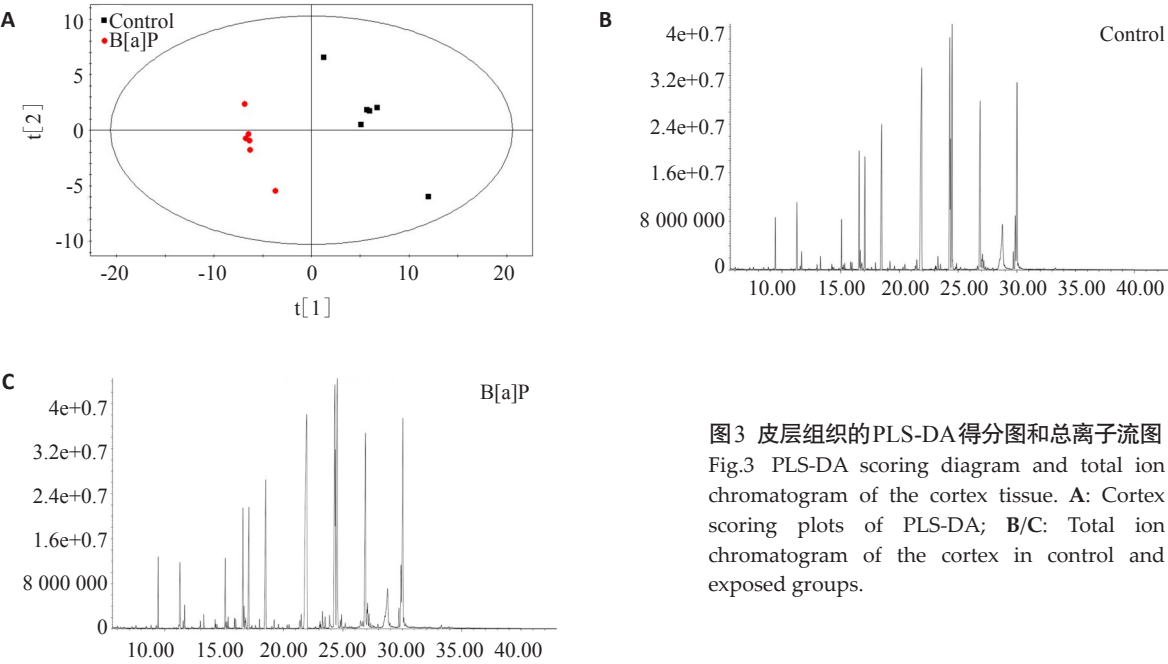 A
Control
B[a]P
10
5
0
-5
-10
t[2]
-20 -10 0 10 20
t[1]
B
Control
4e+0.7
3.2e+0.7
2.4e+0.7
1.6e+0.7
8 000 000
0
10.00 15.00 20.00 25.00 30.00 35.00 40.00
C
B[a]P
4e+0.7
3.2e+0.7
2.4e+0.7
1.6e+0.7
8 000 000
0
10.00 15.00 20.00 25.00 30.00 35.00 40.00
图3 皮层组织的PLS-DA得分图和总离子流图
Fig.3 PLS-DA scoring diagram and total ion
chromatogram of the cortex tissue. A: Cortex
scoring plots of PLS-DA; B/C: Total ion
chromatogram of the cortex in control and
exposed groups.